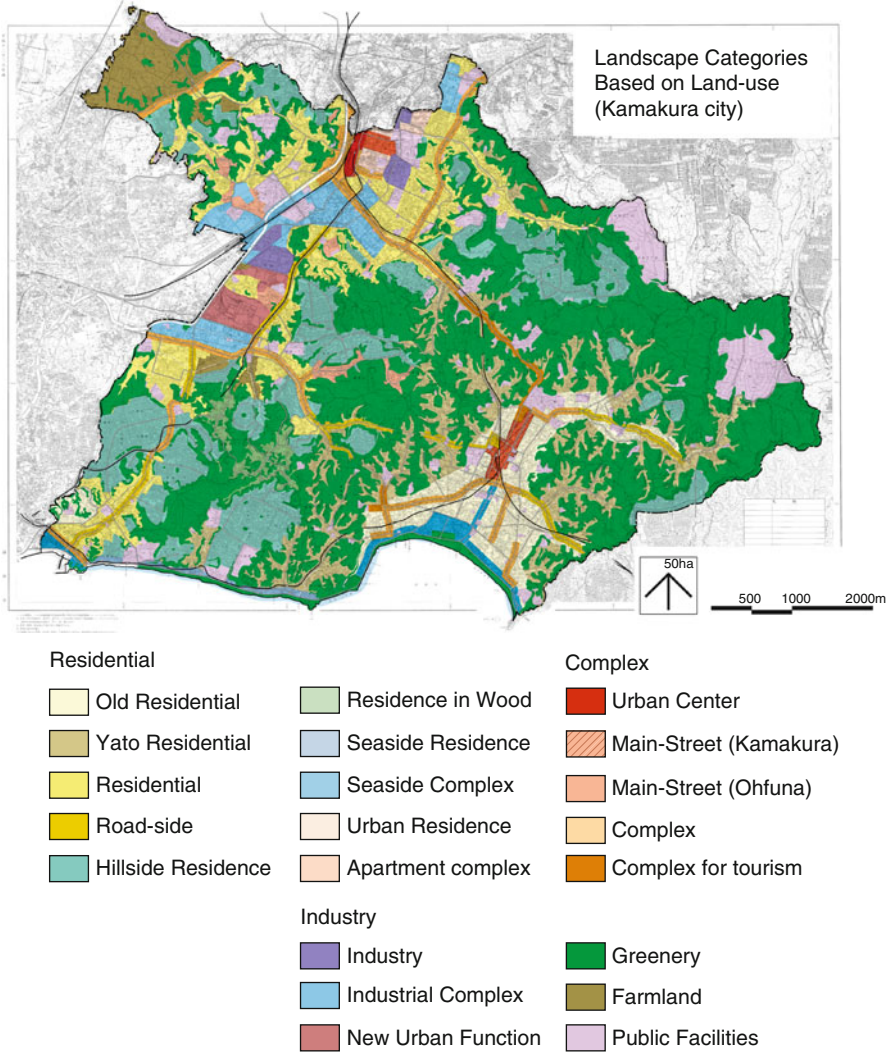 Landscape Categories
Based on Land-use
(Kamakura city)
50ha
500 1000 2000m
Residential
Old Residential
Yato Residential
Residential
Road-side
Hillside Residence
Residence in Wood
Seaside Residence
Seaside Complex
Urban Residence
Apartment complex
Complex
Urban Center
Main-Street (Kamakura)
Main-Street (Ohfuna)
Complex
Complex for tourism
Industry
Industry
Industrial Complex
New Urban Function
Greenery
Farmland
Public Facilities